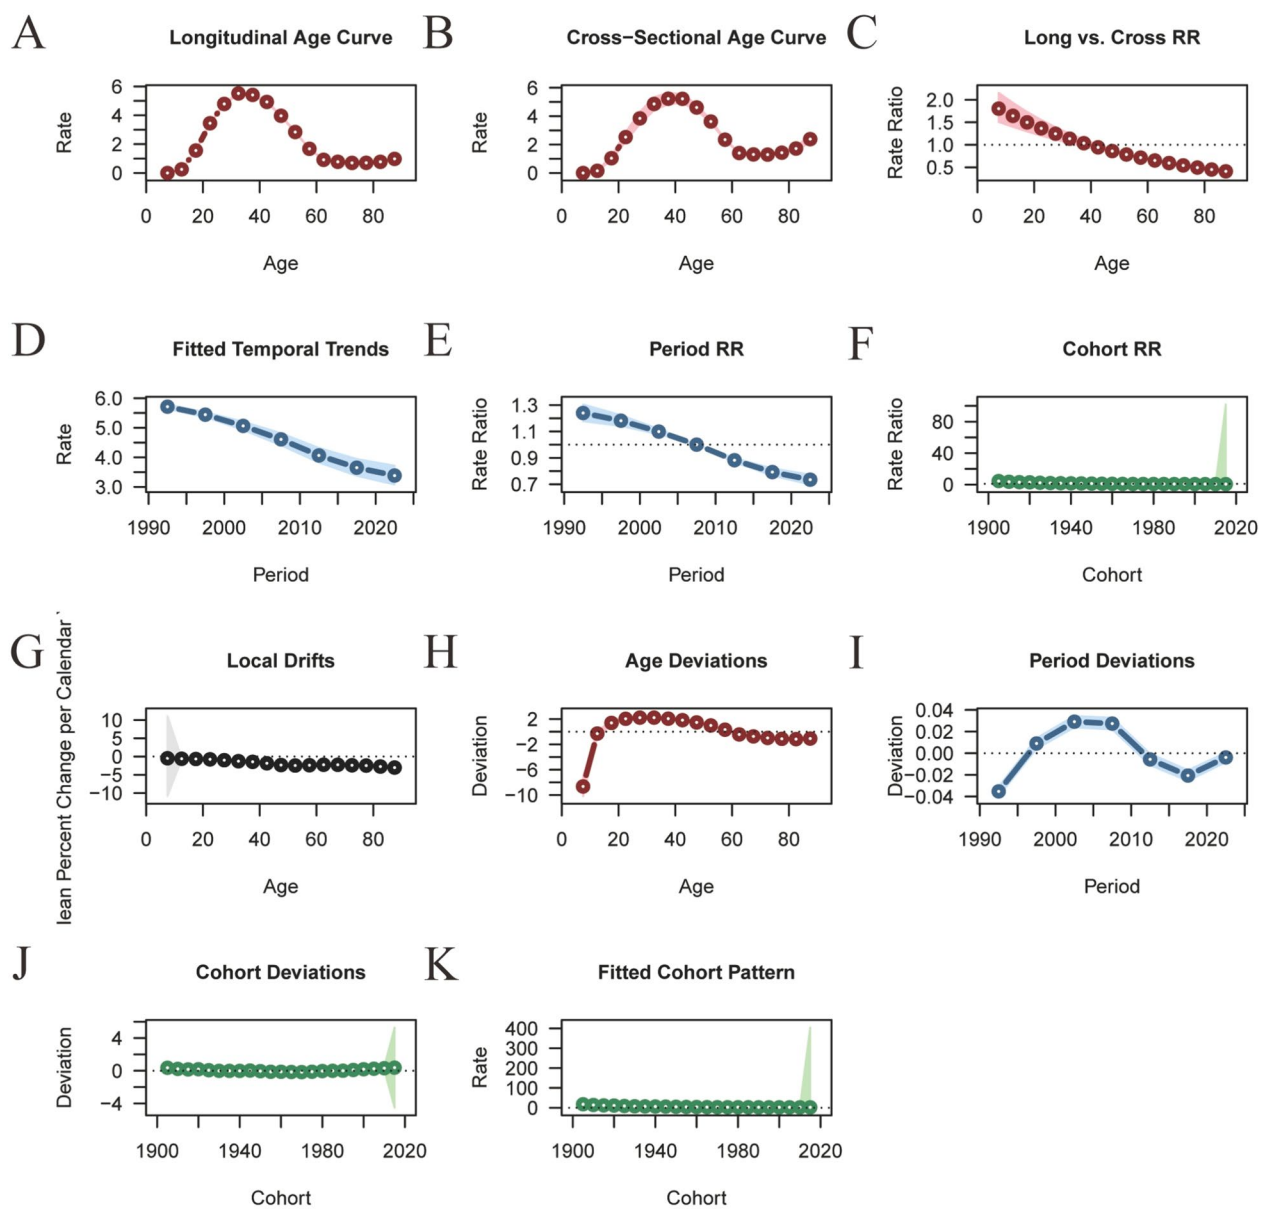 A
Longitudinal Age Curve
Rate
6
4
2
0
0 20 40 60 80
Age
B
Cross−Sectional Age Curve
Rate
6
4
2
0
0 20 40 60 80
Age
C
Long vs. Cross RR
Rate Ratio
2.0
1.5
1.0
0.5
0 20 40 60 80
Age
D
Fitted Temporal Trends
Rate
6.0
5.0
4.0
3.0
1990 2000 2010 2020
Period
E
Period RR
Rate Ratio
1.3
1.1
0.9
0.7
1990 2000 2010 2020
Period
F
Cohort RR
Rate Ratio
80
40
0
1900 1940 1980 2020
Cohort
G
Local Drifts
lean Percent Change per Calendar
10
5
0
−5
−10
0 20 40 60 80
Age
H
Age Deviations
Deviation
2
−2
−6
−10
0 20 40 60 80
Age
I
Period Deviations
Deviation
0.04
0.02
0.00
−0.02
−0.04
1990 2000 2010 2020
Period
J
Cohort Deviations
Deviation
4
0
−4
1900 1940 1980 2020
Cohort
K
Fitted Cohort Pattern
Rate
400
300
200
100
0
1900 1940 1980 2020
Cohort